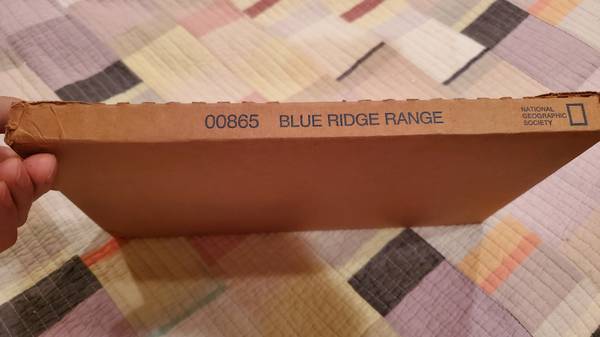 00865 BLUE RIDGE RANGE
NATIONAL
GEOGRAPHIC
SOCIETY